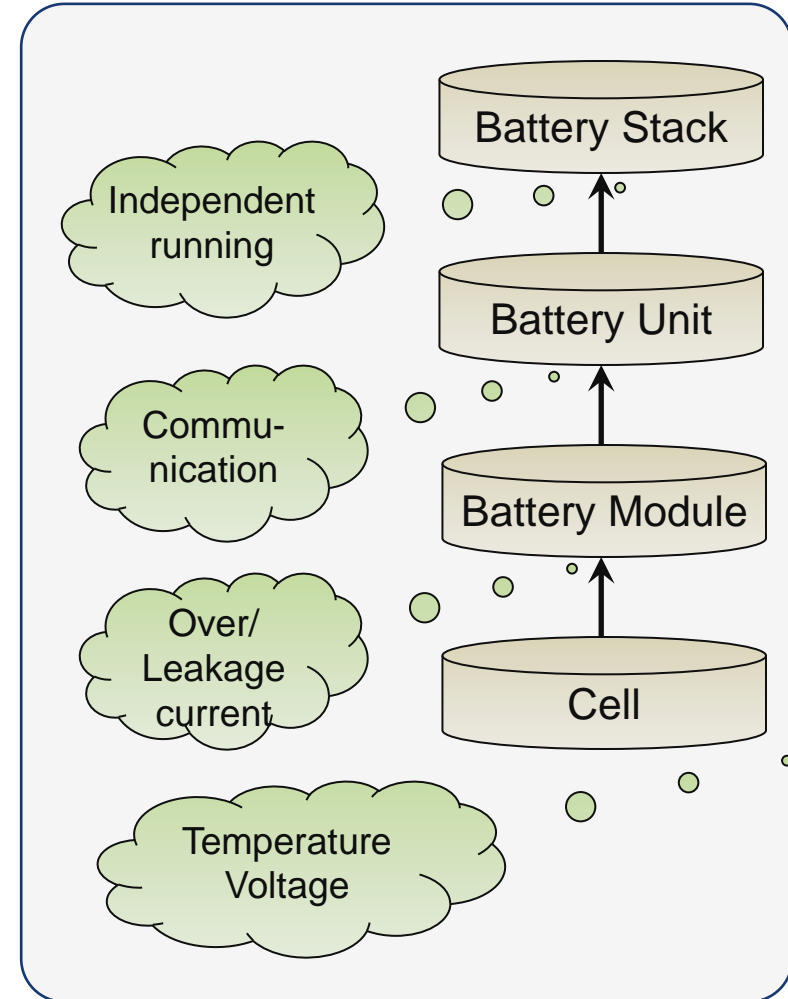 Battery Stack
Independent
running
Battery Unit
Commu-
nication
Battery Module
Over/
Leakage
current
Cell
Temperature
Voltage